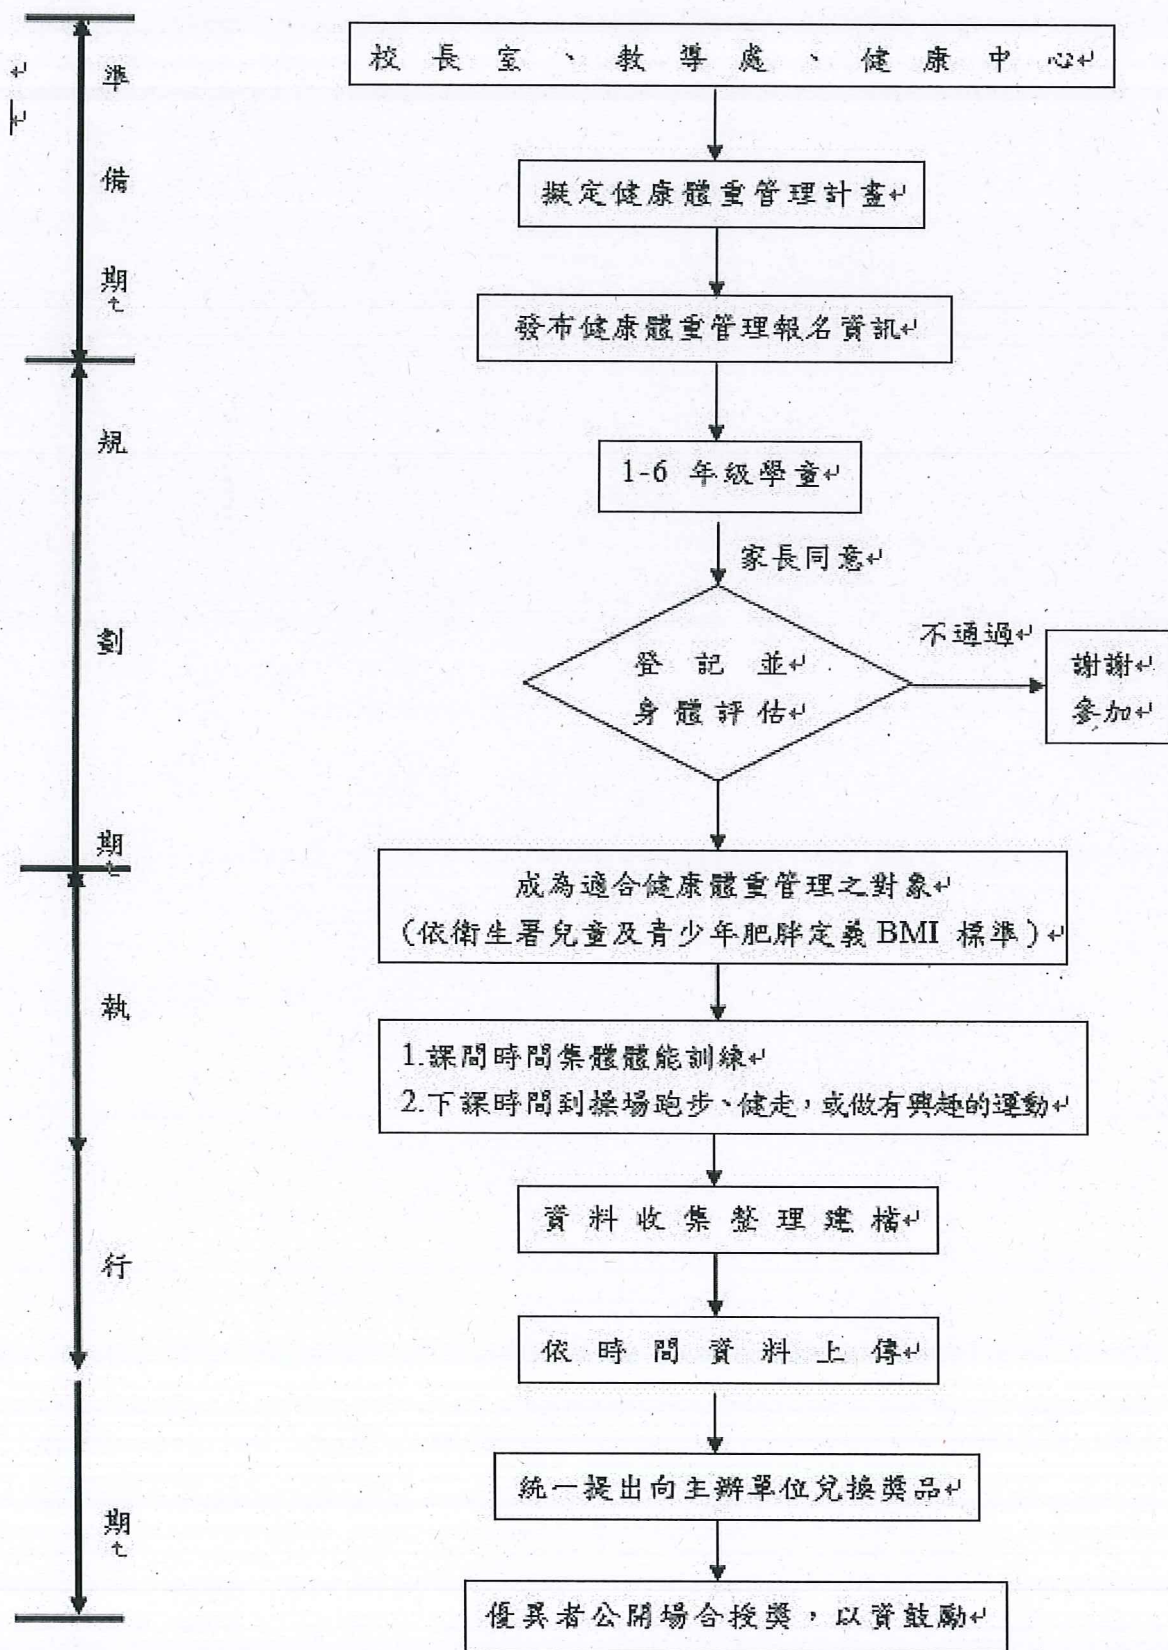 準
備
期
規
劃
期
執
行
期
校長室、教導處、健康中心
擬定健康體重管理計畫
發布健康體重管理報名資訊
1-6 年級學童
家長同意
登記並
身體評估
不通過
謝謝
參加
成為適合健康體重管理之對象
(依衛生署兒童及青少年肥胖定義 BMI 標準)
1.課間時間集體體能訓練
2.下課時間到操場跑步、健走,或做有興趣的運動
資料收集整理建檔
依時間資料上傳
統一提出向主辦單位兌換獎品
優異者公開場合授獎,以資鼓勵